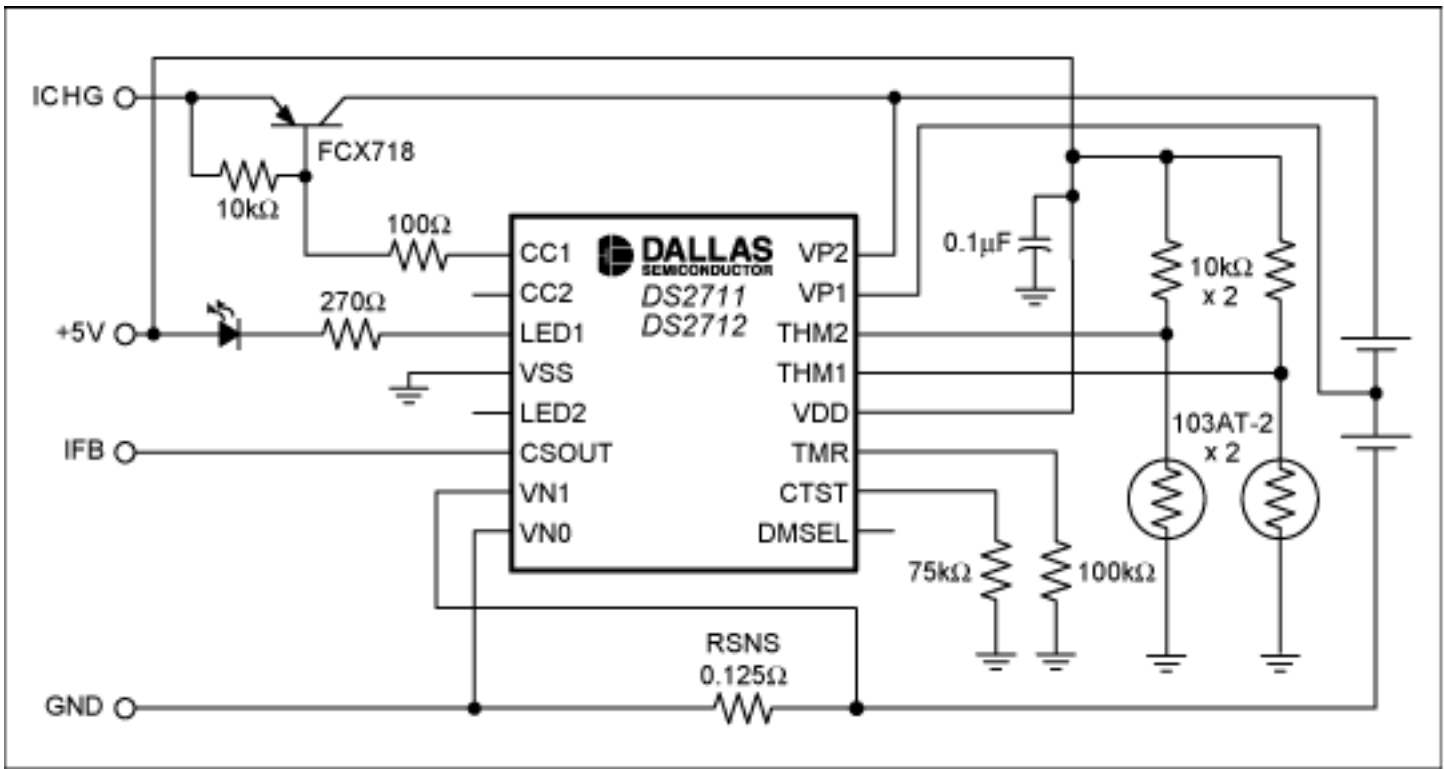 ICHG
FCX718
10kΩ
100Ω
+5V
270Ω
IFB
GND
CC1
CC2
LED1
VSS
LED2
CSOUT
VN1
VN0
DALLAS
SEMICONDUCTOR
DS2711
DS2712
VP2
VP1
THM2
THM1
VDD
TMR
CTST
DMSEL
0.1μF
10kΩ
x 2
103AT-2
x 2
75kΩ
100kΩ
RSNS
0.125Ω